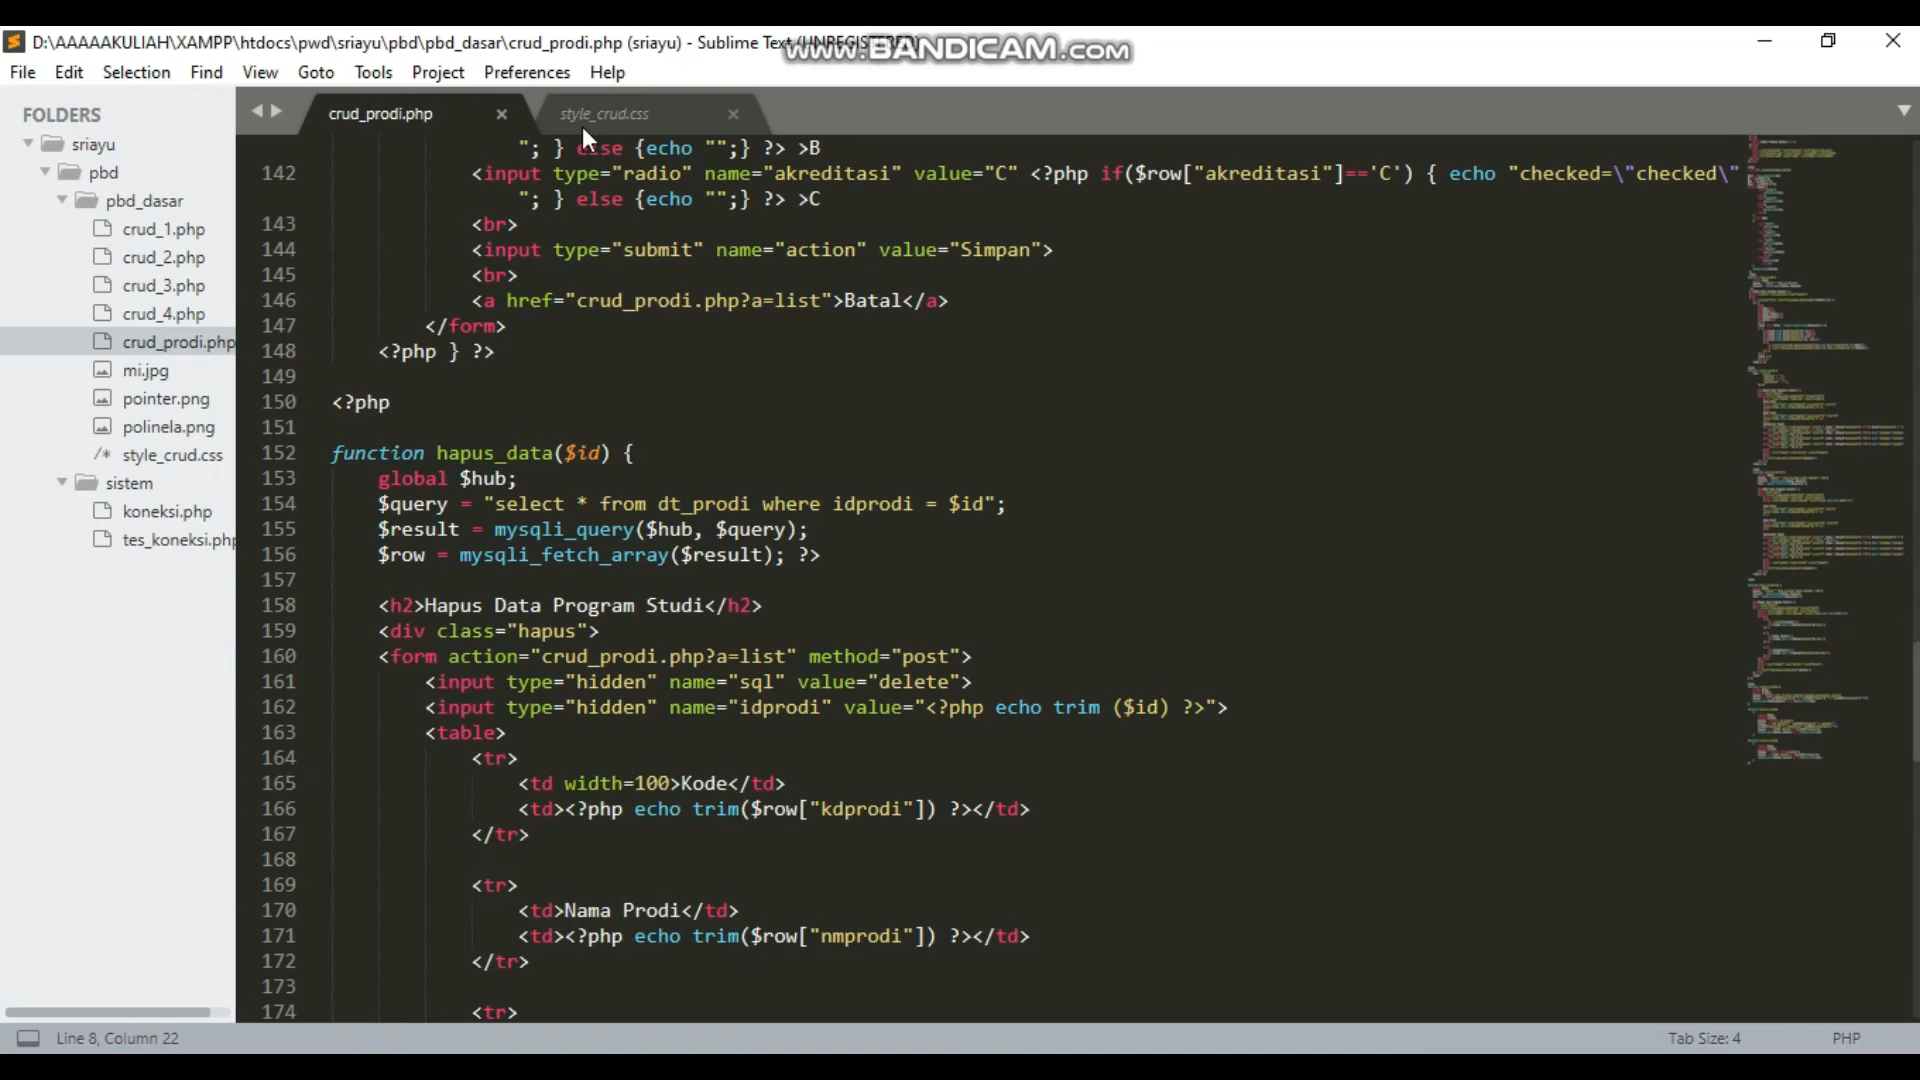 D:\AAAAAKULIAH\XAMPP\htdocs\pwd\sriayu\pbd\pbd_dasar\crud_prodi.php (sriayu) - Sublime Text (UNREGISTERED)
www.BANDICAM.com
File Edit Selection Find View Goto Tools Project Preferences Help
FOLDERS
sriayu
pbd
pbd_dasar
crud_1.php
crud_2.php
crud_3.php
crud_4.php
crud_prodi.php
mi.jpg
pointer.png
polinela.png
/* style_crud.css
sistem
koneksi.php
tes_koneksi.php
crud_prodi.php style_crud.css
"; } else {echo "";} ?> >B
142 <input type="radio" name="akreditasi" value="C" <?php if($row["akreditasi"]=='C') { echo "checked=\"checked\"
"; } else {echo "";} ?> >C
143 <br>
144 <input type="submit" name="action" value="Simpan">
145 <br>
146 <a href="crud_prodi.php?a=list">Batal</a>
147 </form>
148 <?php } ?>
149
150 <?php
151
152 function hapus_data($id) {
153 global $hub;
154 $query = "select * from dt_prodi where idprodi = $id";
155 $result = mysqli_query($hub, $query);
156 $row = mysqli_fetch_array($result); ?>
157
158 <h2>Hapus Data Program Studi</h2>
159 <div class="hapus">
160 <form action="crud_prodi.php?a=list" method="post">
161 <input type="hidden" name="sql" value="delete">
162 <input type="hidden" name="idprodi" value="<?php echo trim ($id) ?>">
163 <table>
164 <tr>
165 <td width=100>Kode</td>
166 <td><?php echo trim($row["kdprodi"]) ?></td>
167 </tr>
168
169 <tr>
170 <td>Nama Prodi</td>
171 <td><?php echo trim($row["nmprodi"]) ?></td>
172 </tr>
173
174 <tr>
Line 8, Column 22
Tab Size: 4
PHP